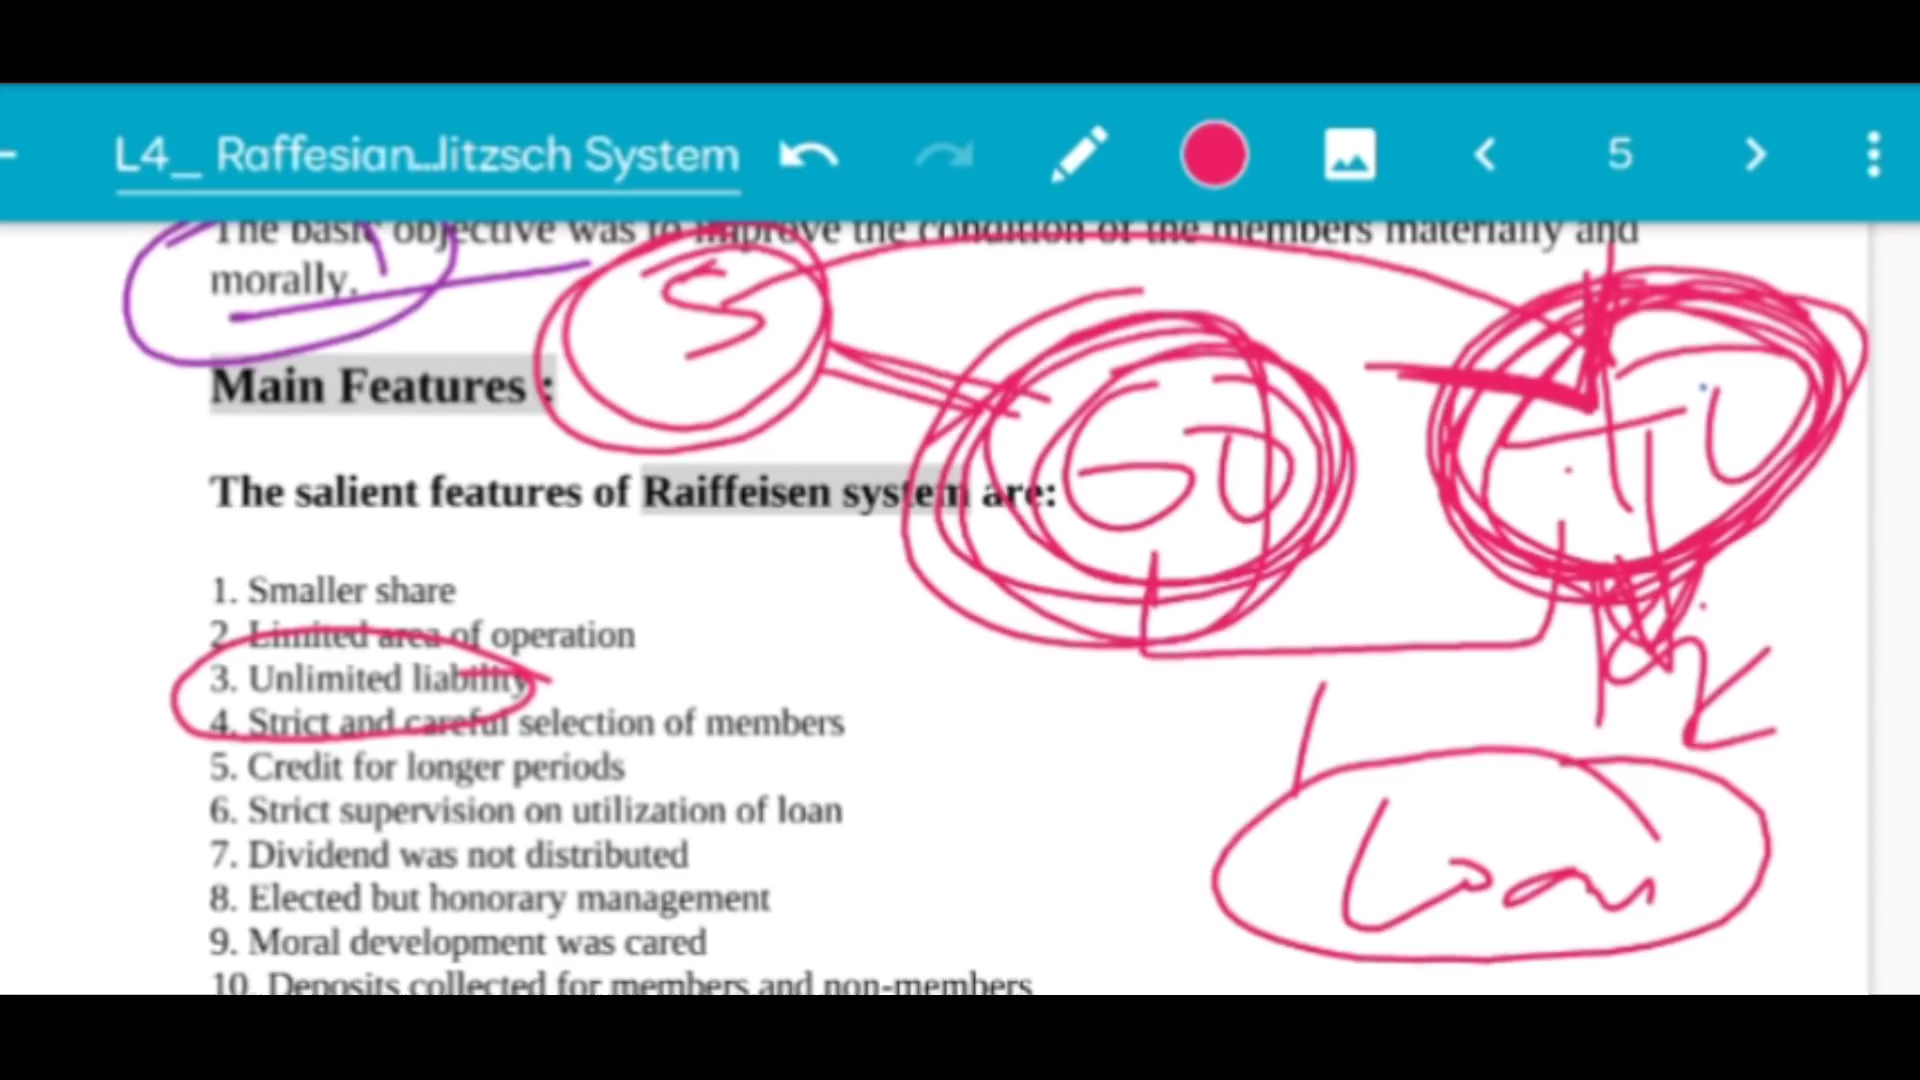 L4_ Raffesian...litzsch System 5
The basic objective was to improve the condition of the members materially and
morally.
Main Features :
The salient features of Raiffeisen system are:
1. Smaller share
2. Limited area of operation
3. Unlimited liability
4. Strict and careful selection of members
5. Credit for longer periods
6. Strict supervision on utilization of loan
7. Dividend was not distributed
8. Elected but honorary management
9. Moral development was cared
10. Deposits collected for members and non-members
Loan